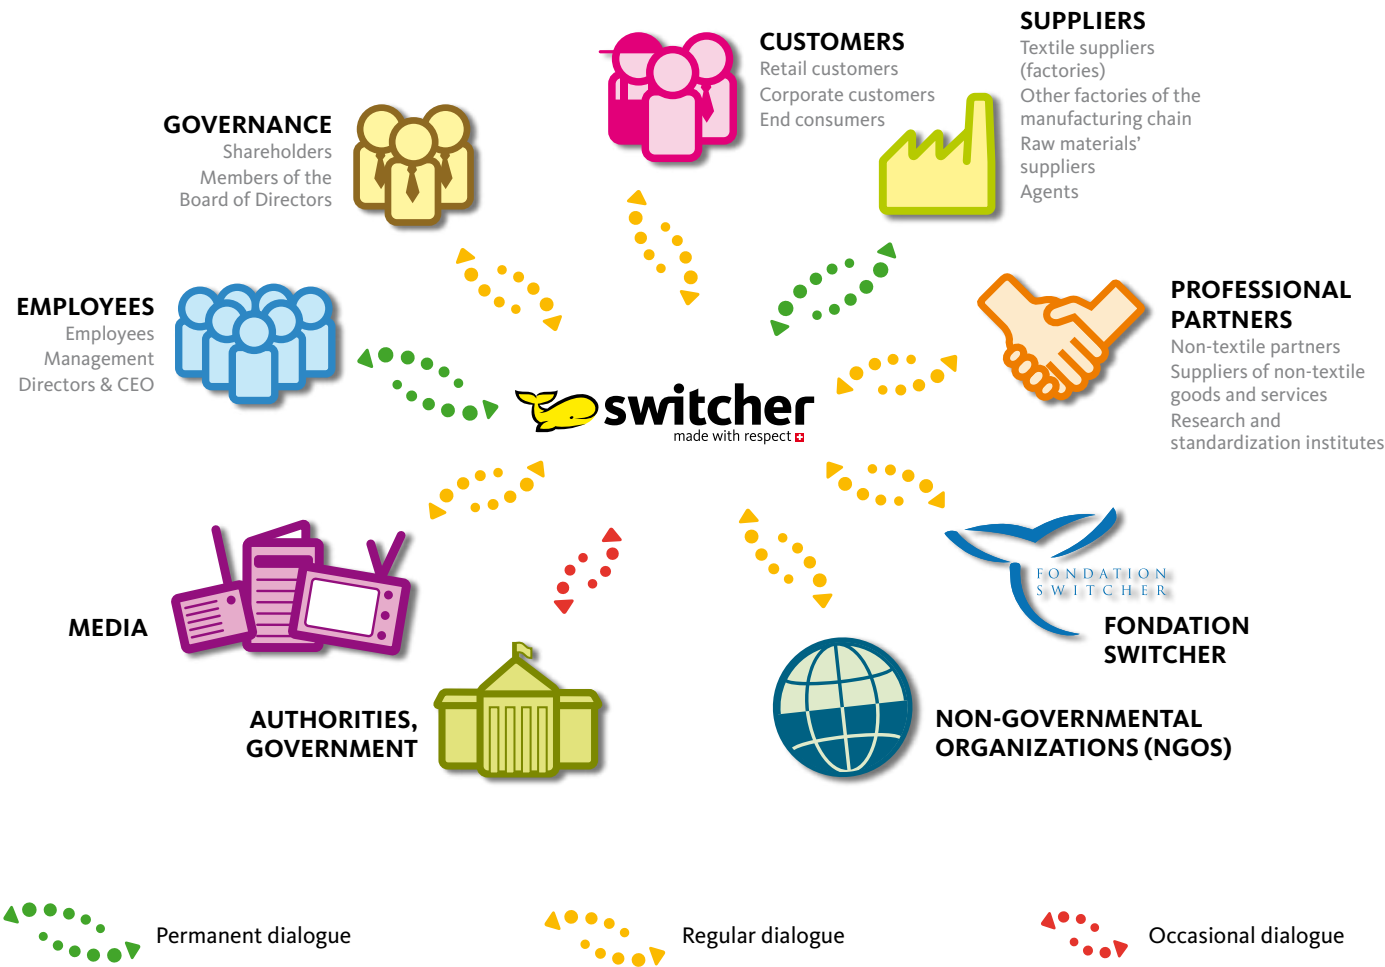 CUSTOMERS
Retail customers
Corporate customers
End consumers
SUPPLIERS
Textile suppliers
(factories)
Other factories of the
manufacturing chain
Raw materials’
suppliers
Agents
GOVERNANCE
Shareholders
Members of the
Board of Directors
EMPLOYEES
Employees
Management
Directors & CEO
PROFESSIONAL
PARTNERS
Non-textile partners
Suppliers of non-textile
goods and services
Research and
standardization institutes
switcher
made with respect
FONDATION
SWITCHER
FONDATION
SWITCHER
MEDIA
AUTHORITIES,
GOVERNMENT
NON-GOVERNMENTAL
ORGANIZATIONS (NGOS)
Permanent dialogue
Regular dialogue
Occasional dialogue